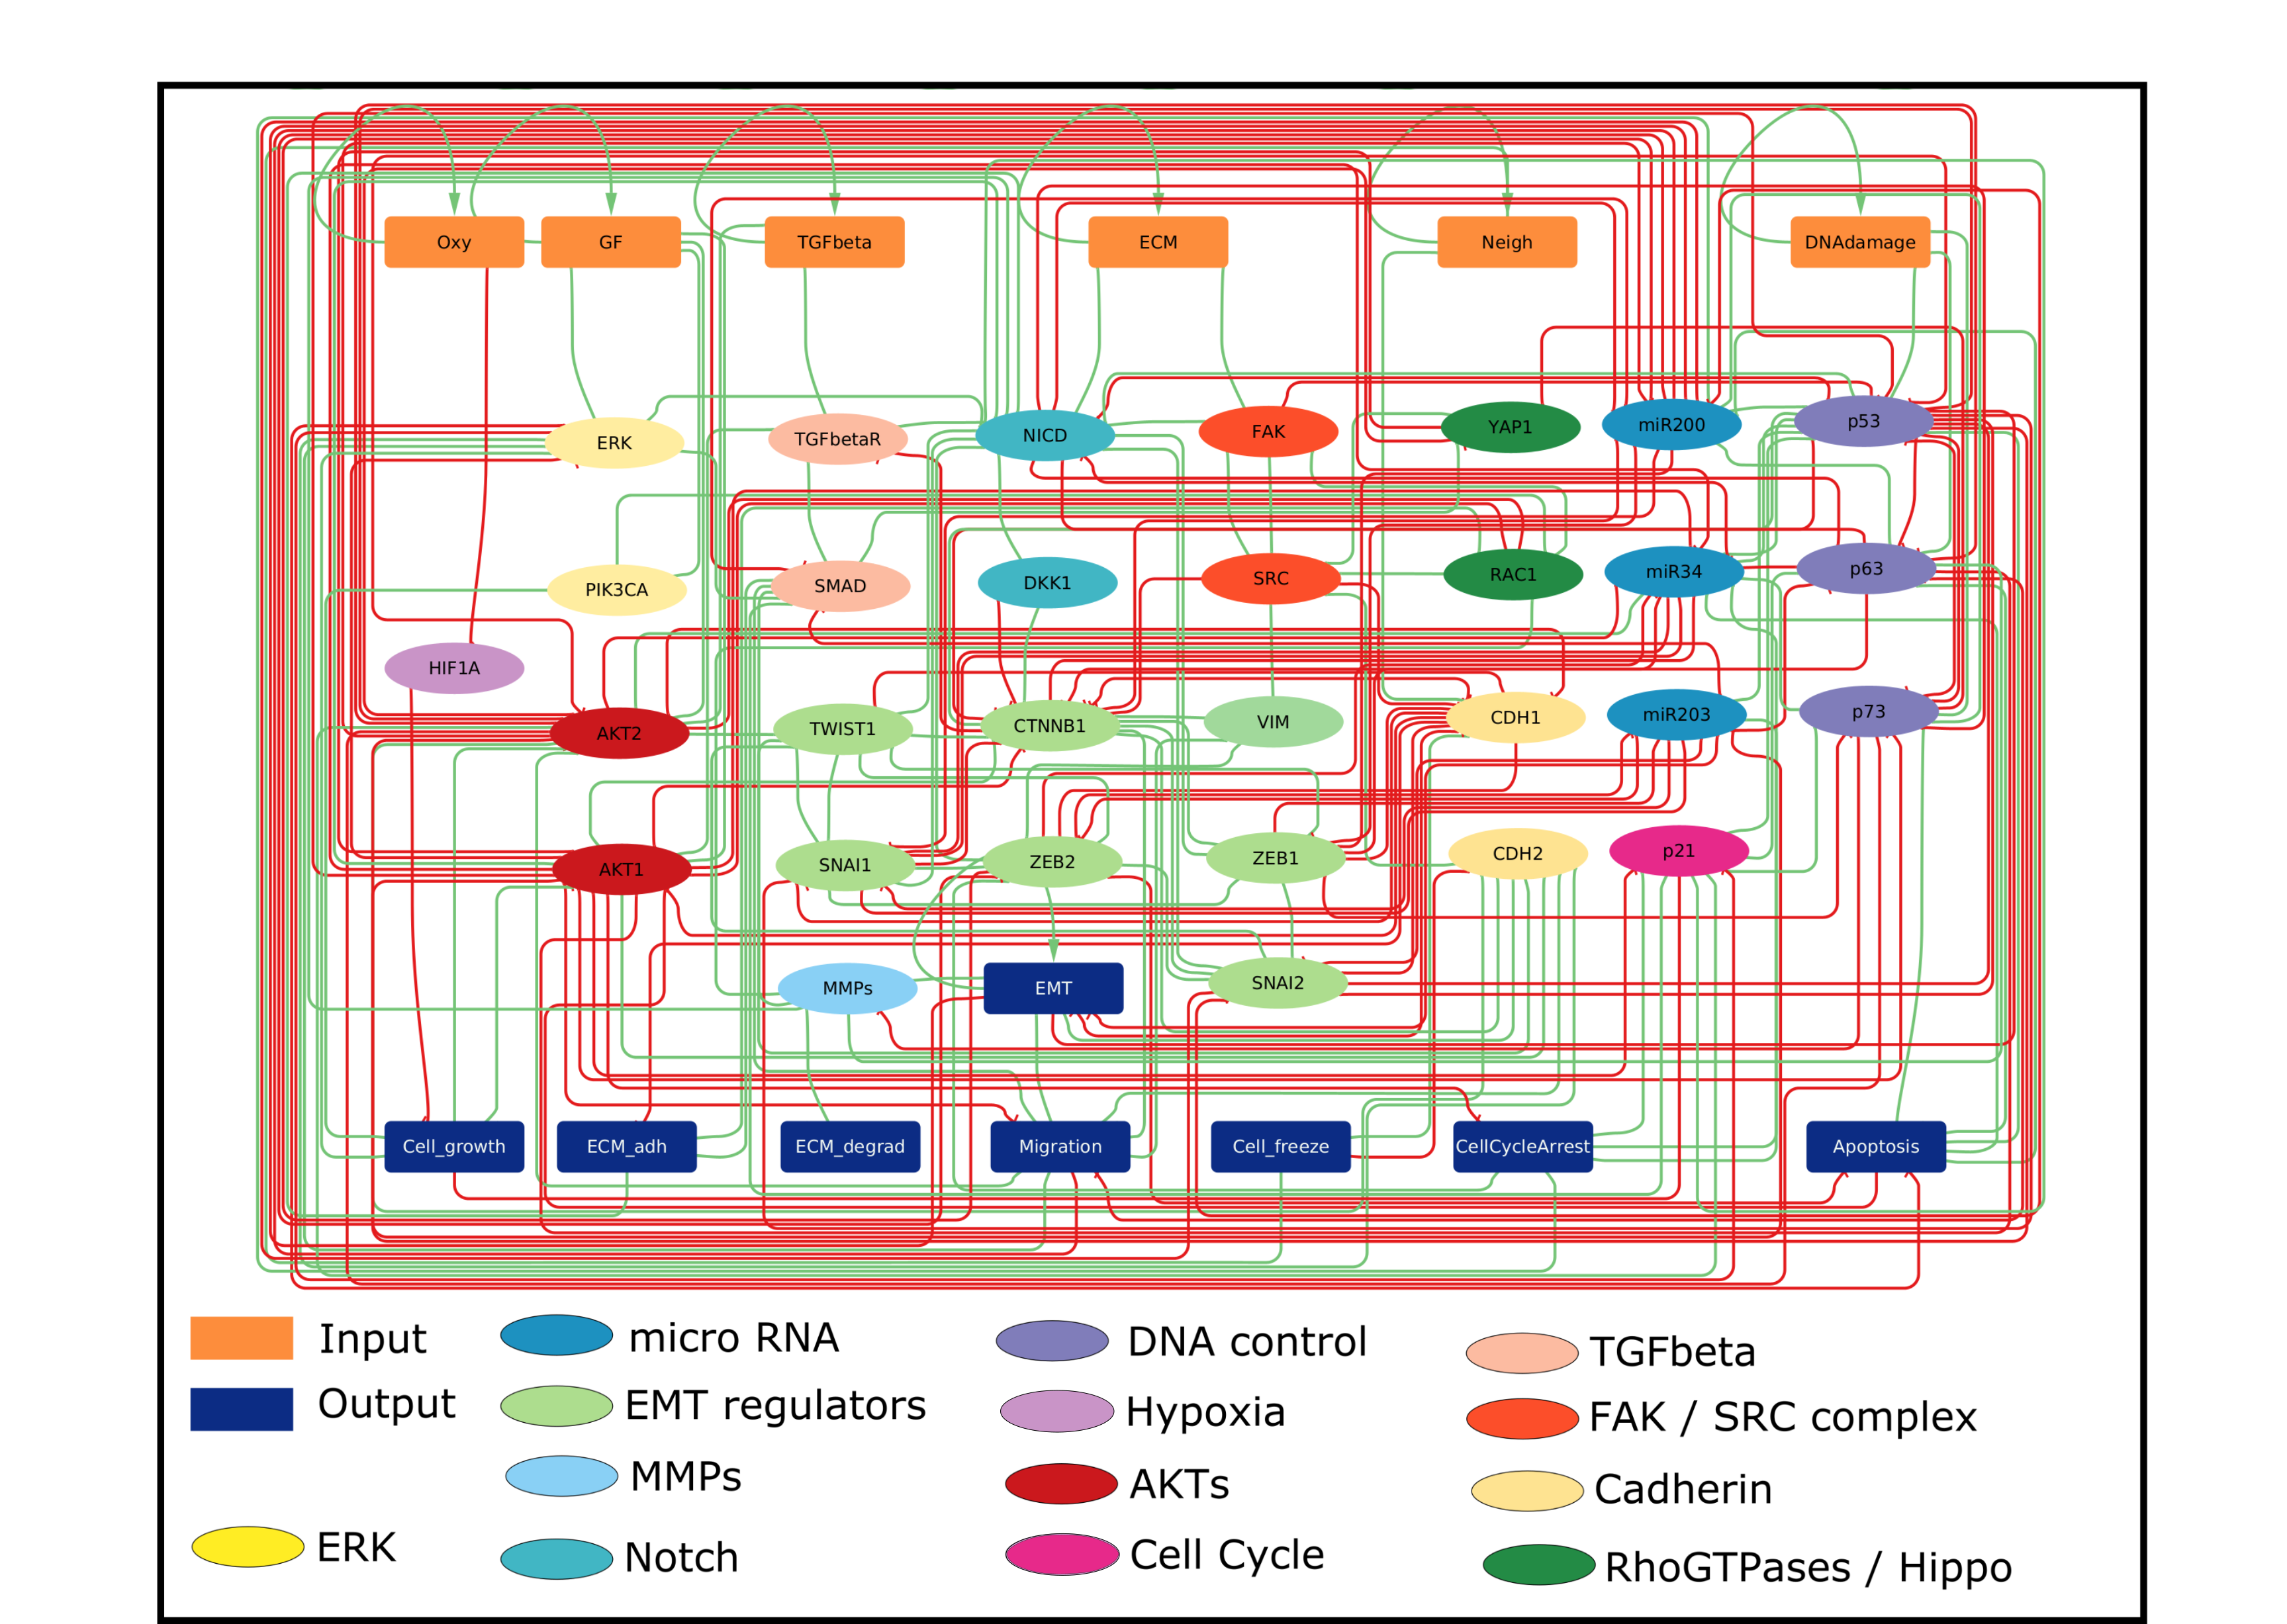 Oxy GF TGFbeta ECM Neigh DNAdamage
ERK TGFbetaR NICD FAK YAP1 miR200 p53
PIK3CA SMAD DKK1 SRC RAC1 miR34 p63
HIF1A AKT2 TWIST1 CTNNB1 VIM CDH1 miR203 p73
AKT1 SNAI1 ZEB2 ZEB1 CDH2 p21
MMPs EMT SNAI2
Cell_growth ECM_adh ECM_degrad Migration Cell_freeze CellCycleArrest Apoptosis
Input micro RNA DNA control TGFbeta
Output EMT regulators Hypoxia FAK / SRC complex
MMPs AKTs Cadherin
ERK Notch Cell Cycle RhoGTPases / Hippo